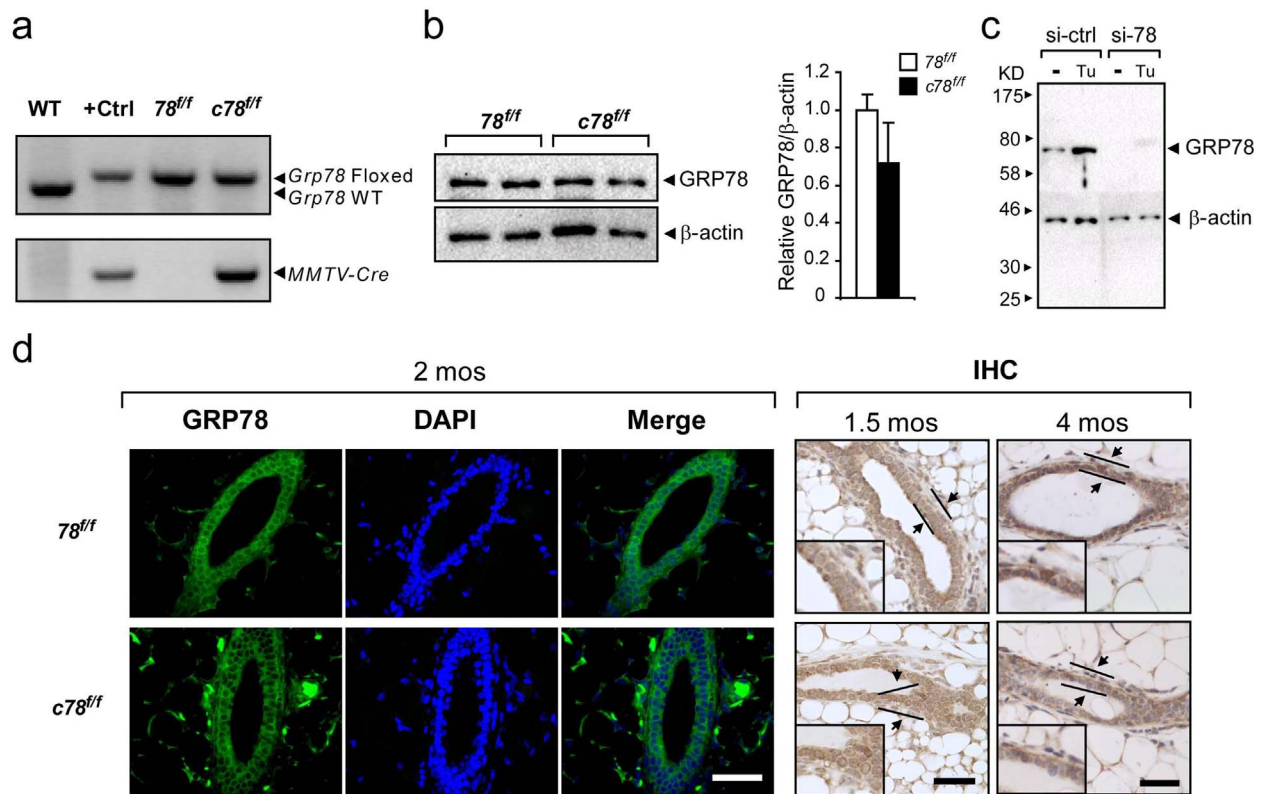 a
WT +Ctrl 78f/f c78f/f
Grp78 Floxed
Grp78 WT
MMTV-Cre
b
78f/f c78f/f
GRP78
β-actin
78f/f
c78f/f
Relative GRP78/β-actin
1.2
1.0
0.8
0.6
0.4
0.2
0
c
si-ctrl si-78
KD - Tu - Tu
175
80
58
46
30
25
GRP78
β-actin
d
2 mos
GRP78 DAPI Merge
IHC
1.5 mos 4 mos
78f/f
c78f/f